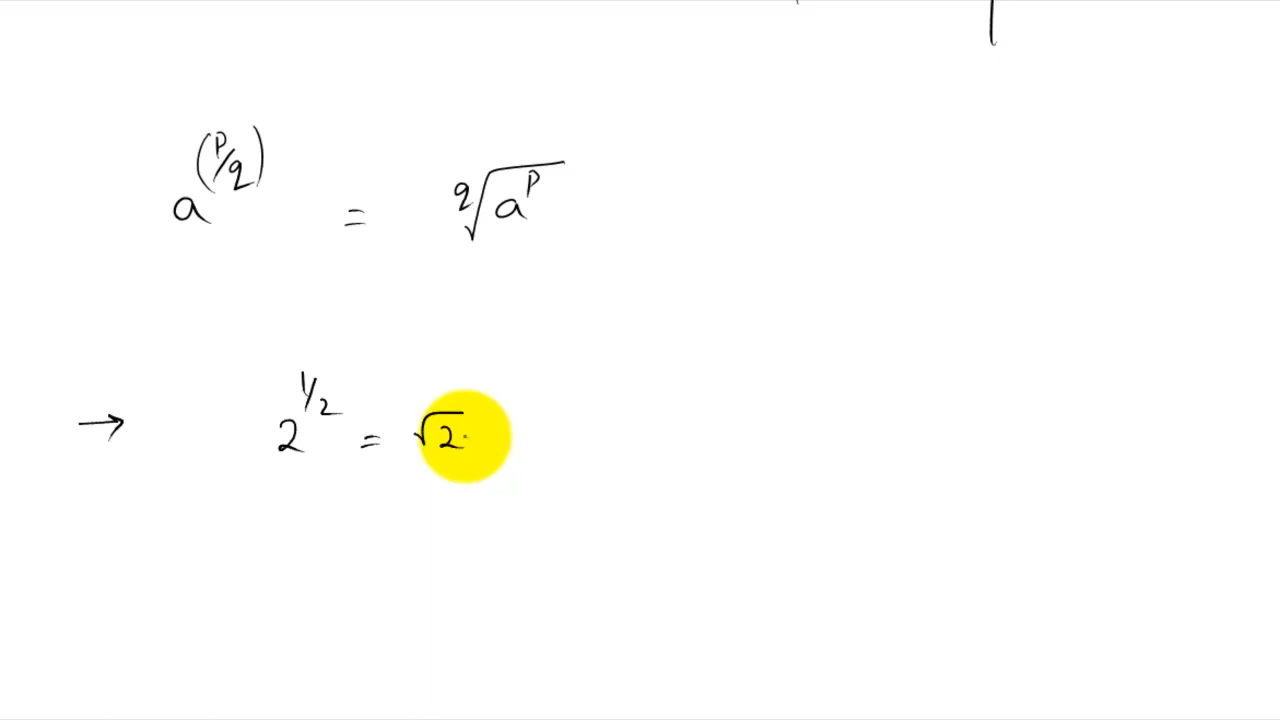 a^(p/q) = q√a^p
→ 2^1/2 = √2